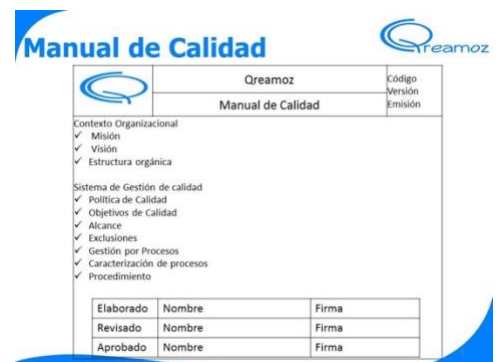 Manual de Calidad
Qreamoz
Qreamoz
Código
Versión
Manual de Calidad
Emisión
Contexto Organizacional
✓ Misión
✓ Visión
✓ Estructura orgánica
Sistema de Gestión de calidad
✓ Política de Calidad
✓ Objetivos de Calidad
✓ Alcance
✓ Exclusiones
✓ Gestión por Procesos
✓ Caracterización de procesos
✓ Procedimiento
Elaborado Nombre Firma
Revisado Nombre Firma
Aprobado Nombre Firma